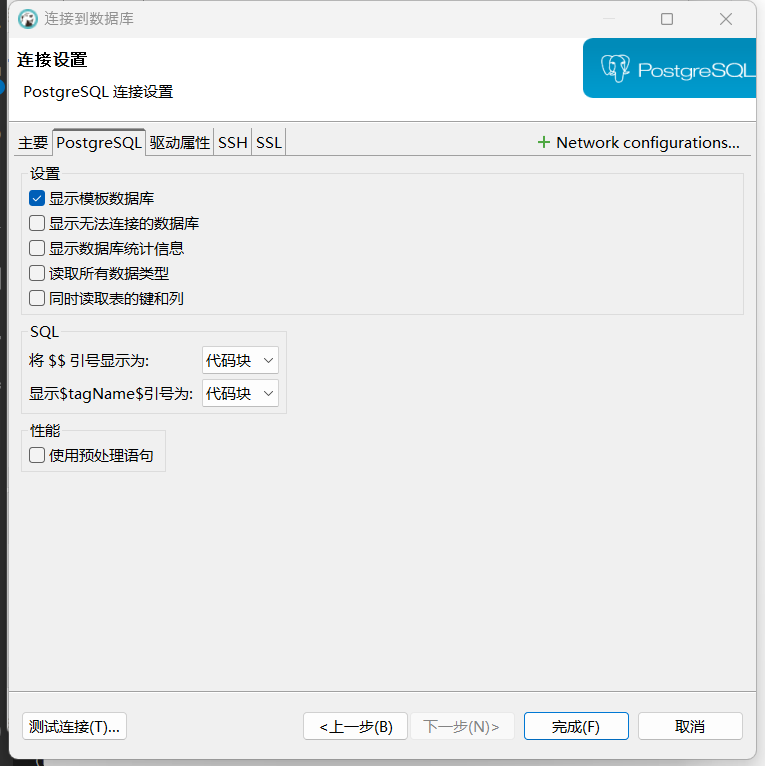 连接到数据库
连接设置
PostgreSQL 连接设置
PostgreSQL
主要 PostgreSQL 驱动属性 SSH SSL + Network configurations...
设置
显示模板数据库
显示无法连接的数据库
显示数据库统计信息
读取所有数据类型
同时读取表的键和列
SQL
将 $$ 引号显示为: 代码块
显示$tagName$引号为: 代码块
性能
使用预处理语句
测试连接(T)... <上一步(B) 下一步(N)> 完成(F) 取消